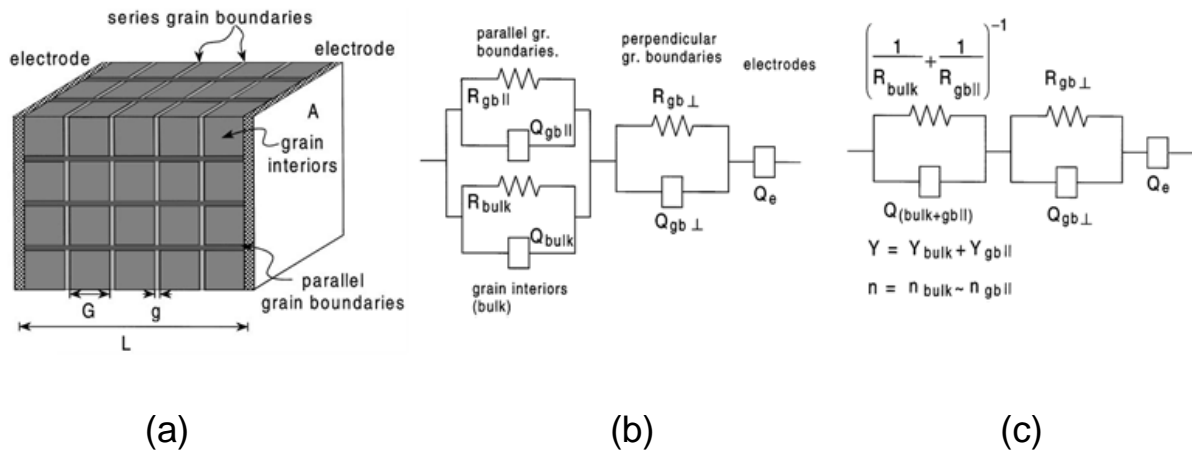 series grain boundaries
electrode
electrode
A
grain
interiors
parallel
grain boundaries
G
g
L
(a)
parallel gr.
boundaries.
perpendicular
gr. boundaries
electrodes
R gb||
Q gb||
R bulk
Q bulk
grain interiors
(bulk)
R gb⊥
Q gb⊥
Q e
(b)
(1/R bulk + 1/R gb||)⁻¹
R gb⊥
Q (bulk+gb||)
Q gb⊥
Q e
Y = Y bulk + Y gb||
n = n bulk ~ n gb||
(c)